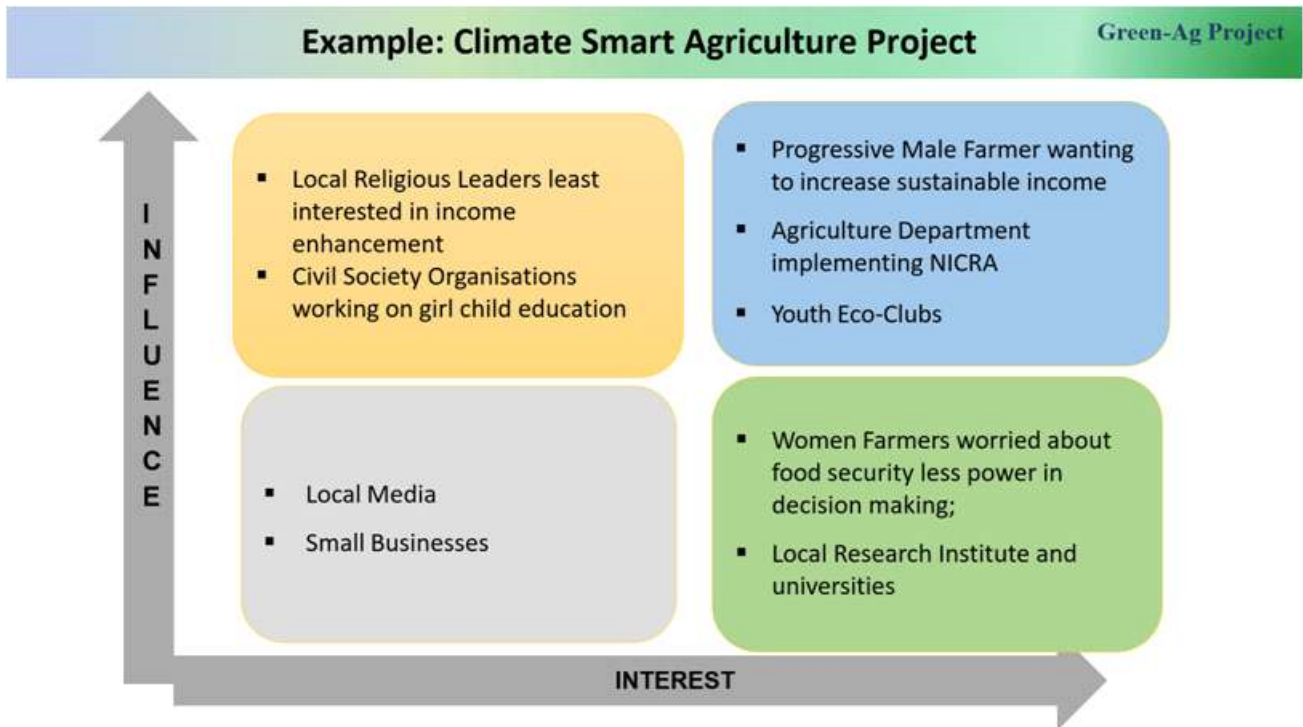 Example: Climate Smart Agriculture Project
Green-Ag Project
INFLUENCE
▪ Local Religious Leaders least
interested in income
enhancement
▪ Civil Society Organisations
working on girl child education
▪ Progressive Male Farmer wanting
to increase sustainable income
▪ Agriculture Department
implementing NICRA
▪ Youth Eco-Clubs
▪ Local Media
▪ Small Businesses
▪ Women Farmers worried about
food security less power in
decision making;
▪ Local Research Institute and
universities
INTEREST